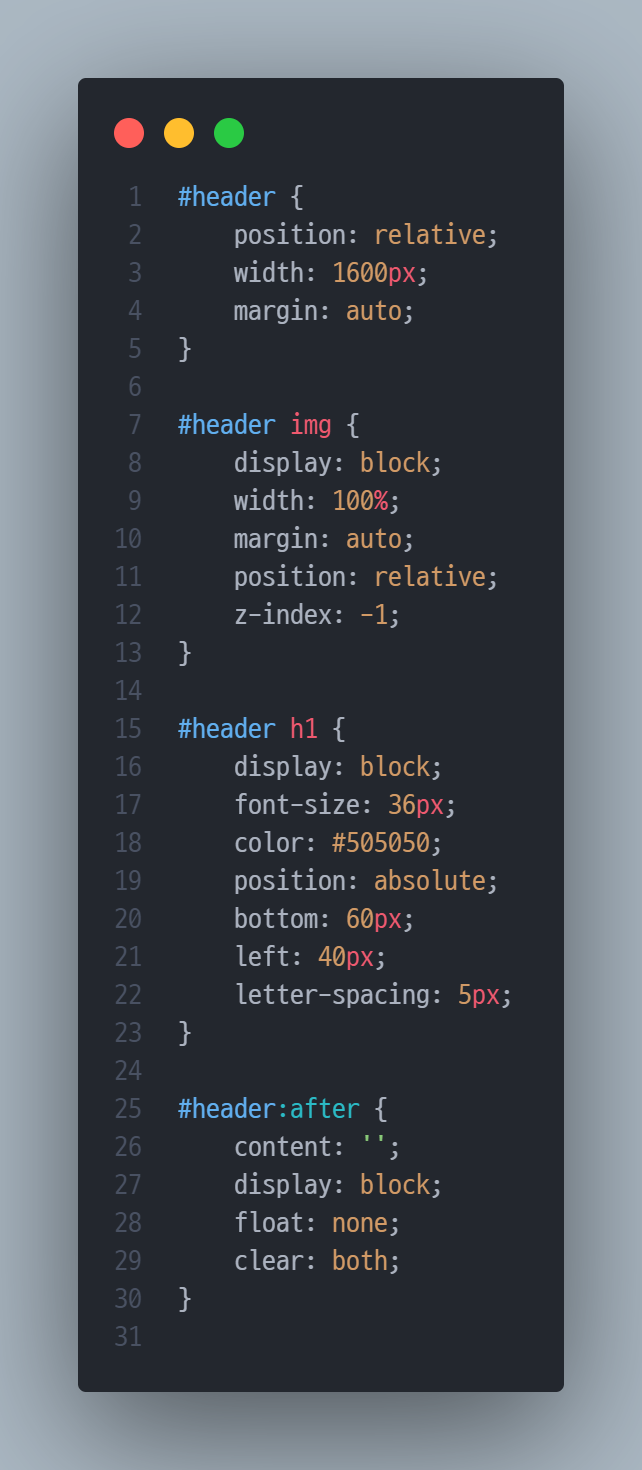 1 #header {
2     position: relative;
3     width: 1600px;
4     margin: auto;
5 }
6
7 #header img {
8     display: block;
9     width: 100%;
10     margin: auto;
11     position: relative;
12     z-index: -1;
13 }
14
15 #header h1 {
16     display: block;
17     font-size: 36px;
18     color: #505050;
19     position: absolute;
20     bottom: 60px;
21     left: 40px;
22     letter-spacing: 5px;
23 }
24
25 #header:after {
26     content: '';
27     display: block;
28     float: none;
29     clear: both;
30 }
31